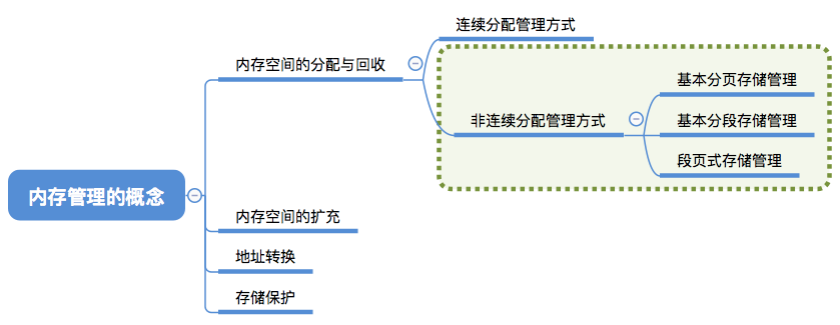 内存管理的概念
内存空间的分配与回收
连续分配管理方式
非连续分配管理方式
基本分页存储管理
基本分段存储管理
段页式存储管理
内存空间的扩充
地址转换
存储保护